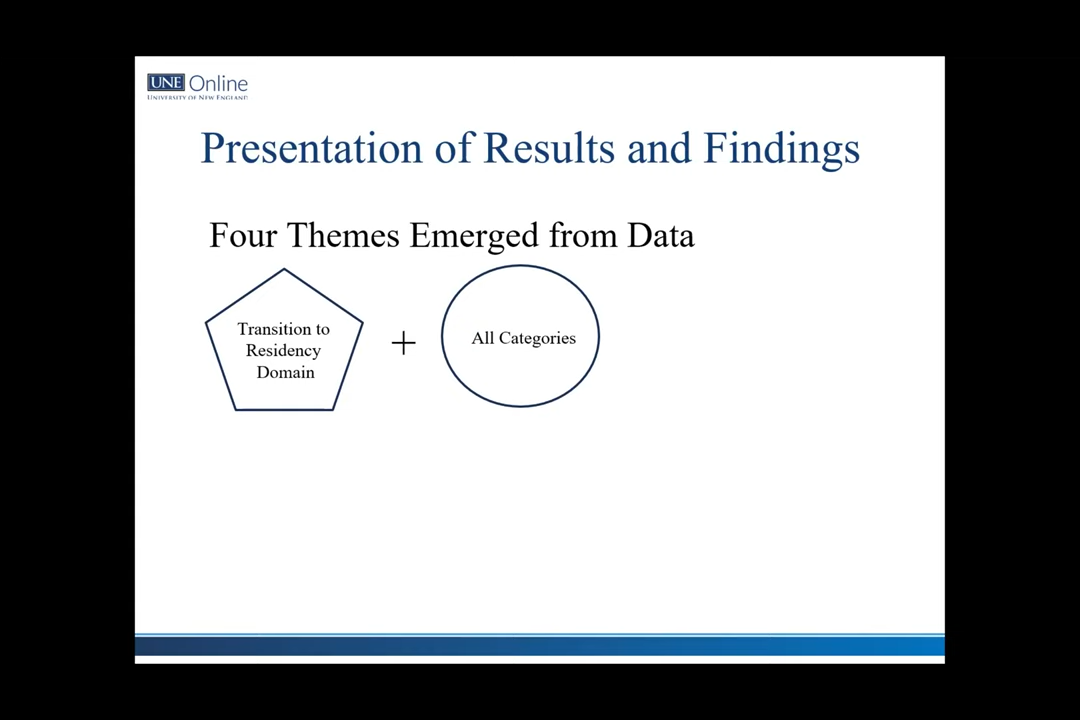 UNE Online
UNIVERSITY OF NEW ENGLAND
Presentation of Results and Findings
Four Themes Emerged from Data
Transition to
Residency
Domain
+
All Categories